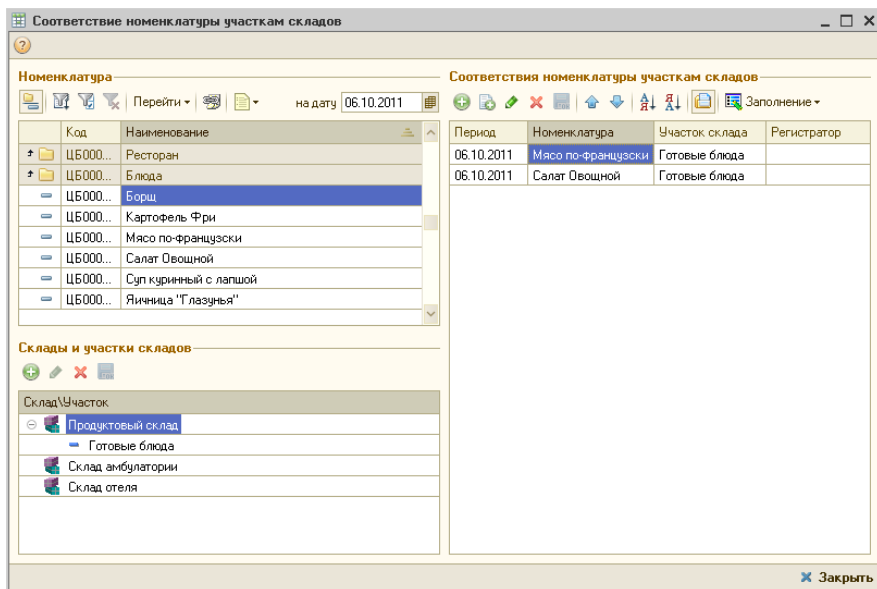 Соответствие номенклатуры участкам складов
Номенклатура
Перейти
на дату 06.10.2011
Код Наименование
ЦБ000... Ресторан
ЦБ000... Блюда
ЦБ000... Борщ
ЦБ000... Картофель Фри
ЦБ000... Мясо по-французски
ЦБ000... Салат Овощной
ЦБ000... Суп куринный с лапшой
ЦБ000... Яичница "Глазунья"
Склады и участки складов
Склад\Участок
Продуктовый склад
Готовые блюда
Склад амбулатории
Склад отеля
Соответствия номенклатуры участкам складов
Заполнение
Период Номенклатура Участок склада Регистратор
06.10.2011 Мясо по-французски Готовые блюда
06.10.2011 Салат Овощной Готовые блюда
Закрыть